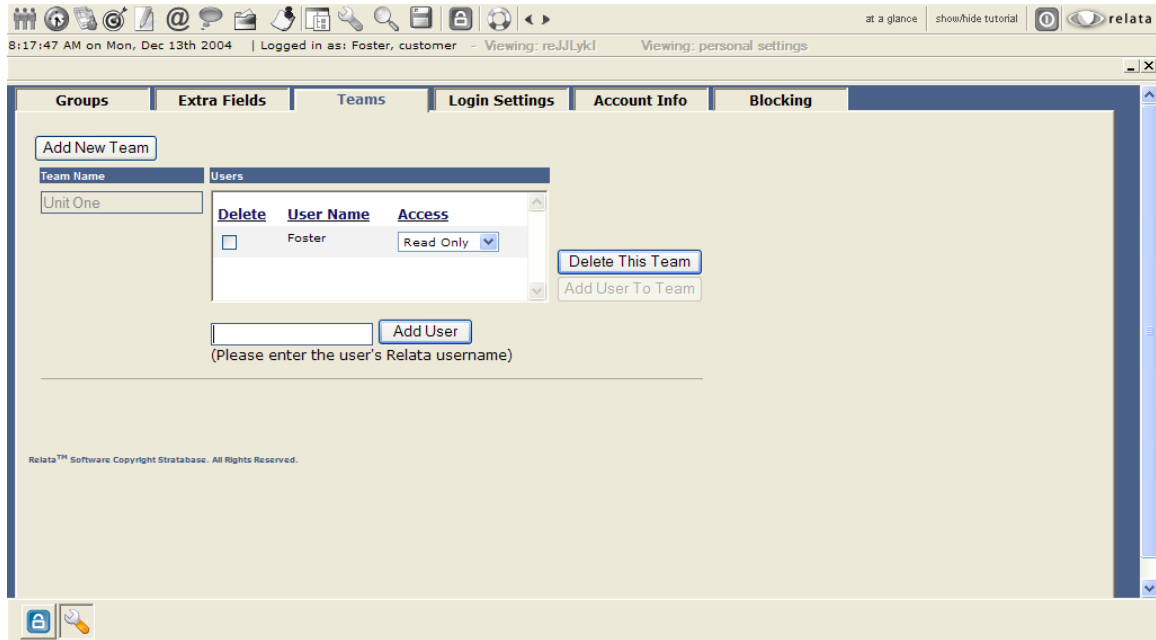 at a glance show/hide tutorial relata
8:17:47 AM on Mon, Dec 13th 2004 | Logged in as: Foster, customer - Viewing: reJJLykl Viewing: personal settings
Groups Extra Fields Teams Login Settings Account Info Blocking
Add New Team
Team Name Users
Unit One
Delete User Name Access
Foster Read Only
Delete This Team
Add User To Team
Add User
(Please enter the user's Relata username)
Relata™ Software Copyright Stratabase. All Rights Reserved.